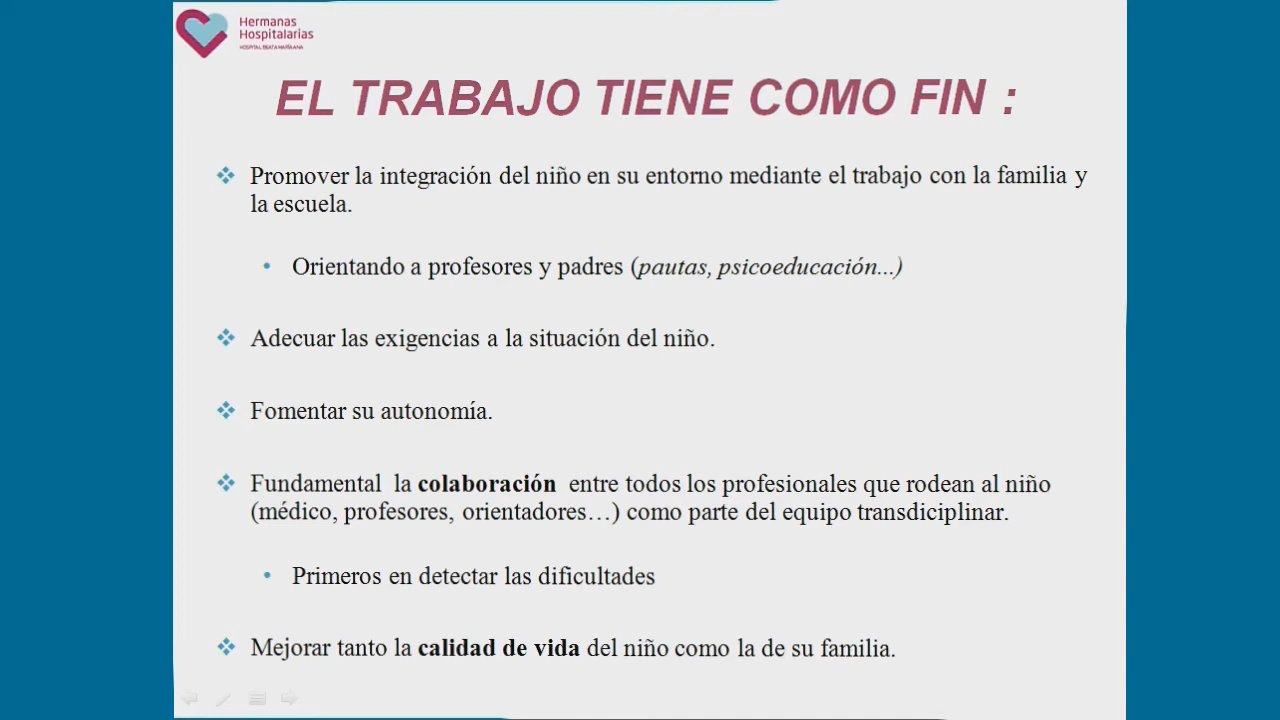 Hermanas
Hospitalarias
HOSPITAL BEATA MARÍA ANA
EL TRABAJO TIENE COMO FIN :
Promover la integración del niño en su entorno mediante el trabajo con la familia y
la escuela.
Orientando a profesores y padres (pautas, psicoeducación...)
Adecuar las exigencias a la situación del niño.
Fomentar su autonomía.
Fundamental la colaboración entre todos los profesionales que rodean al niño
(médico, profesores, orientadores…) como parte del equipo transdiciplinar.
Primeros en detectar las dificultades
Mejorar tanto la calidad de vida del niño como la de su familia.